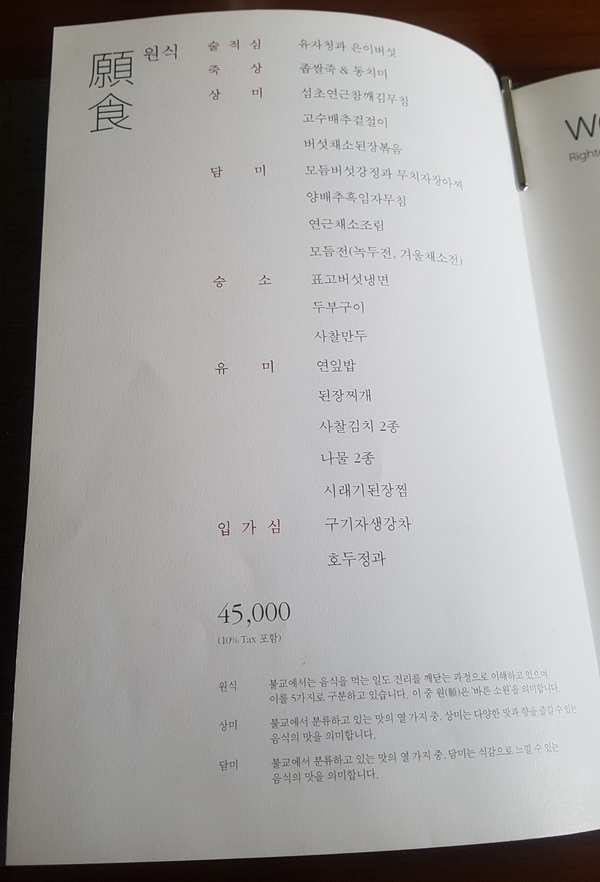 願食 원식
술적심 유자청과 은이버섯
죽 상 좁쌀죽 & 동치미
상 미 섬초연근참깨김무침
고수배추겉절이
버섯채소된장볶음
담 미 모듬버섯강정과 무치자장아찌
양배추흑임자무침
연근채소조림
모듬전(녹두전, 겨울채소전)
승 소 표고버섯냉면
두부구이
사찰만두
유 미 연잎밥
된장찌개
사찰김치 2종
나물 2종
시래기된장찜
입가심 구기자생강차
호두정과
45,000
(10% Tax 포함)
원식 불교에서는 음식을 먹는 일도 진리를 깨닫는 과정으로 이해하고 있으며
이를 5가지로 구분하고 있습니다. 이 중 원(願)은 '바른 소원'을 의미합니다.
상미 불교에서 분류하고 있는 맛의 열 가지 중, 상미는 다양한 맛과 향을 즐길 수 있는
음식의 맛을 의미합니다.
담미 불교에서 분류하고 있는 맛의 열 가지 중, 담미는 식감으로 느낄 수 있는
음식의 맛을 의미합니다.